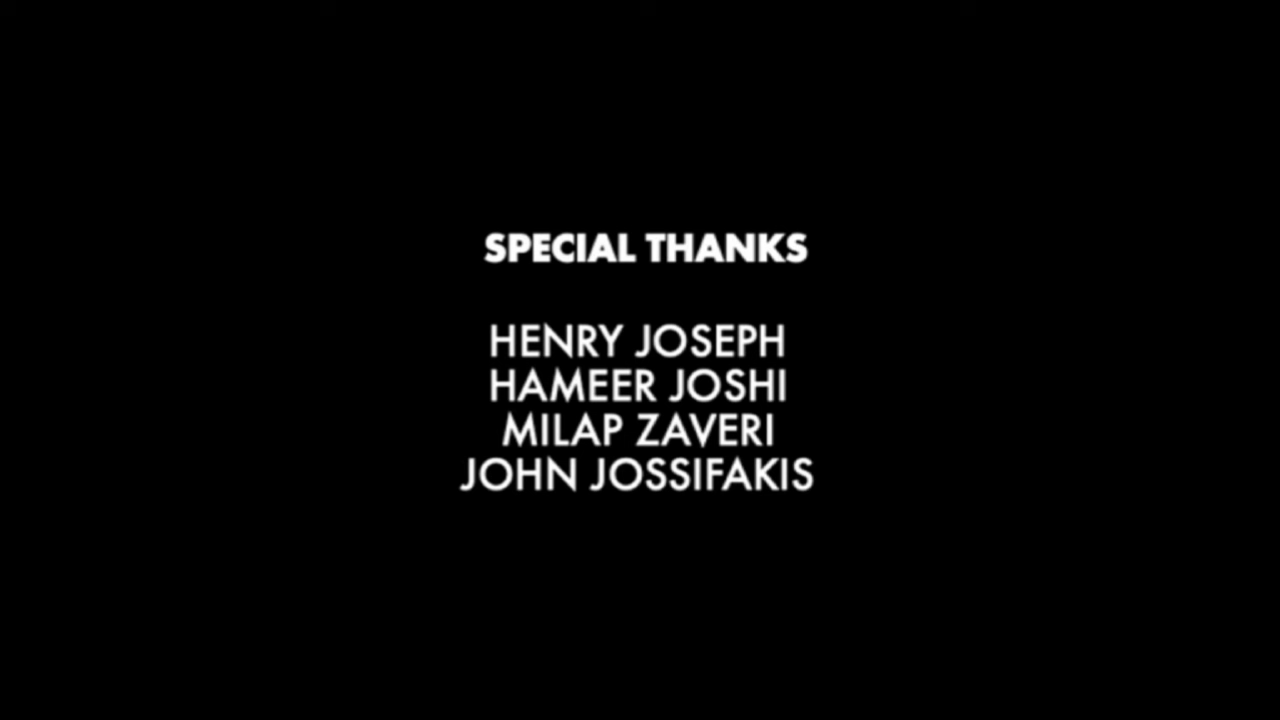 SPECIAL THANKS
HENRY JOSEPH
HAMEER JOSHI
MILAP ZAVERI
JOHN JOSSIFAKIS